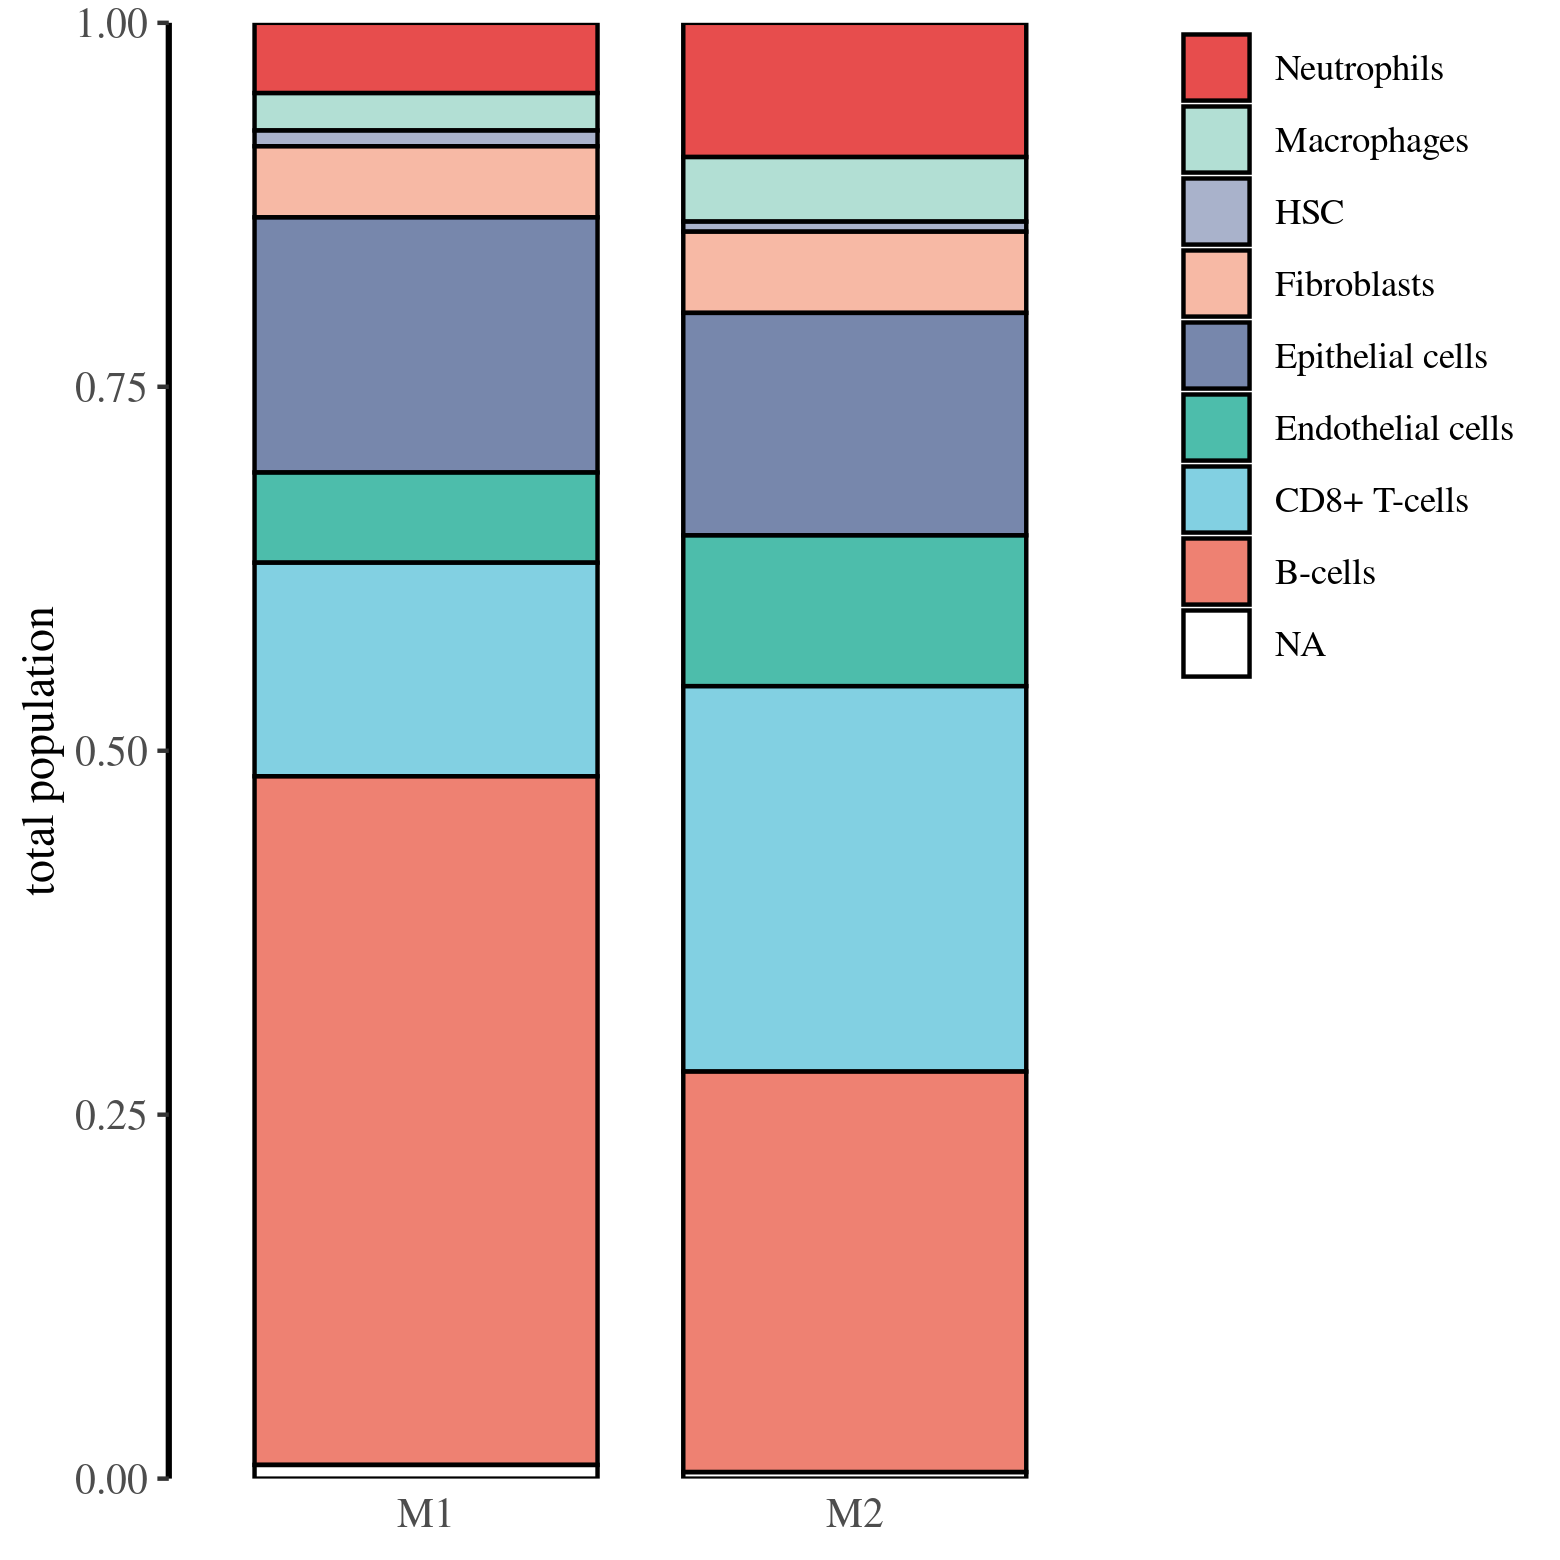 total population
1.00
0.75
0.50
0.25
0.00
M1
M2
Neutrophils
Macrophages
HSC
Fibroblasts
Epithelial cells
Endothelial cells
CD8+ T-cells
B-cells
NA